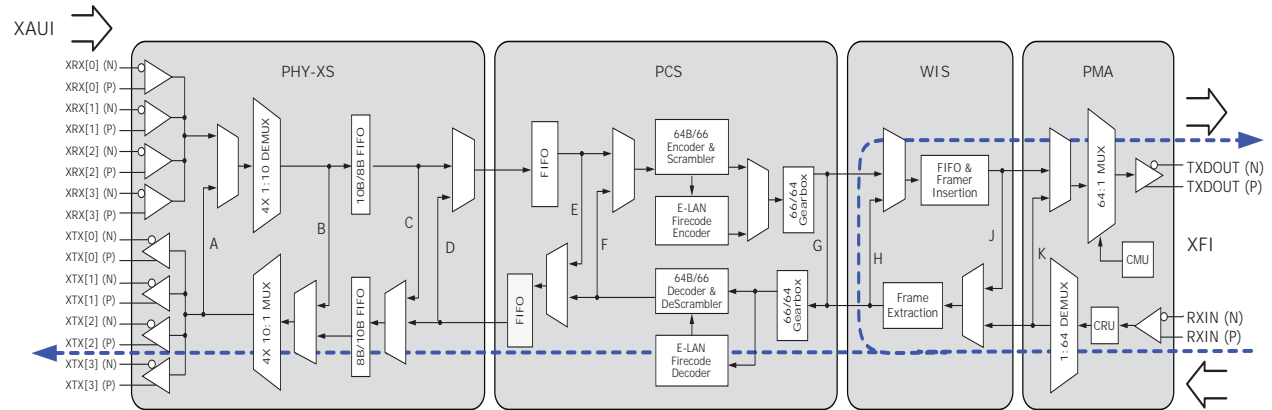 XAUI
PHY-XS
PCS
WIS
PMA
XRX[0] (N)
XRX[0] (P)
XRX[1] (N)
XRX[1] (P)
XRX[2] (N)
XRX[2] (P)
XRX[3] (N)
XRX[3] (P)
XTX[0] (N)
XTX[0] (P)
XTX[1] (N)
XTX[1] (P)
XTX[2] (N)
XTX[2] (P)
XTX[3] (N)
XTX[3] (P)
A
4X 1:10 DEMUX
4X 10:1 MUX
B
10B/8B FIFO
8B/10B FIFO
C
D
FIFO
FIFO
E
F
64B/66
Encoder &
Scrambler
E-LAN
Firecode
Encoder
64B/66
Decoder &
DeScrambler
E-LAN
Firecode
Decoder
66/64
Gearbox
66/64
Gearbox
G
H
FIFO &
Framer
Insertion
Frame
Extraction
J
K
64:1 MUX
1:64 DEMUX
CMU
CRU
TXDOUT (N)
TXDOUT (P)
XFI
RXIN (N)
RXIN (P)